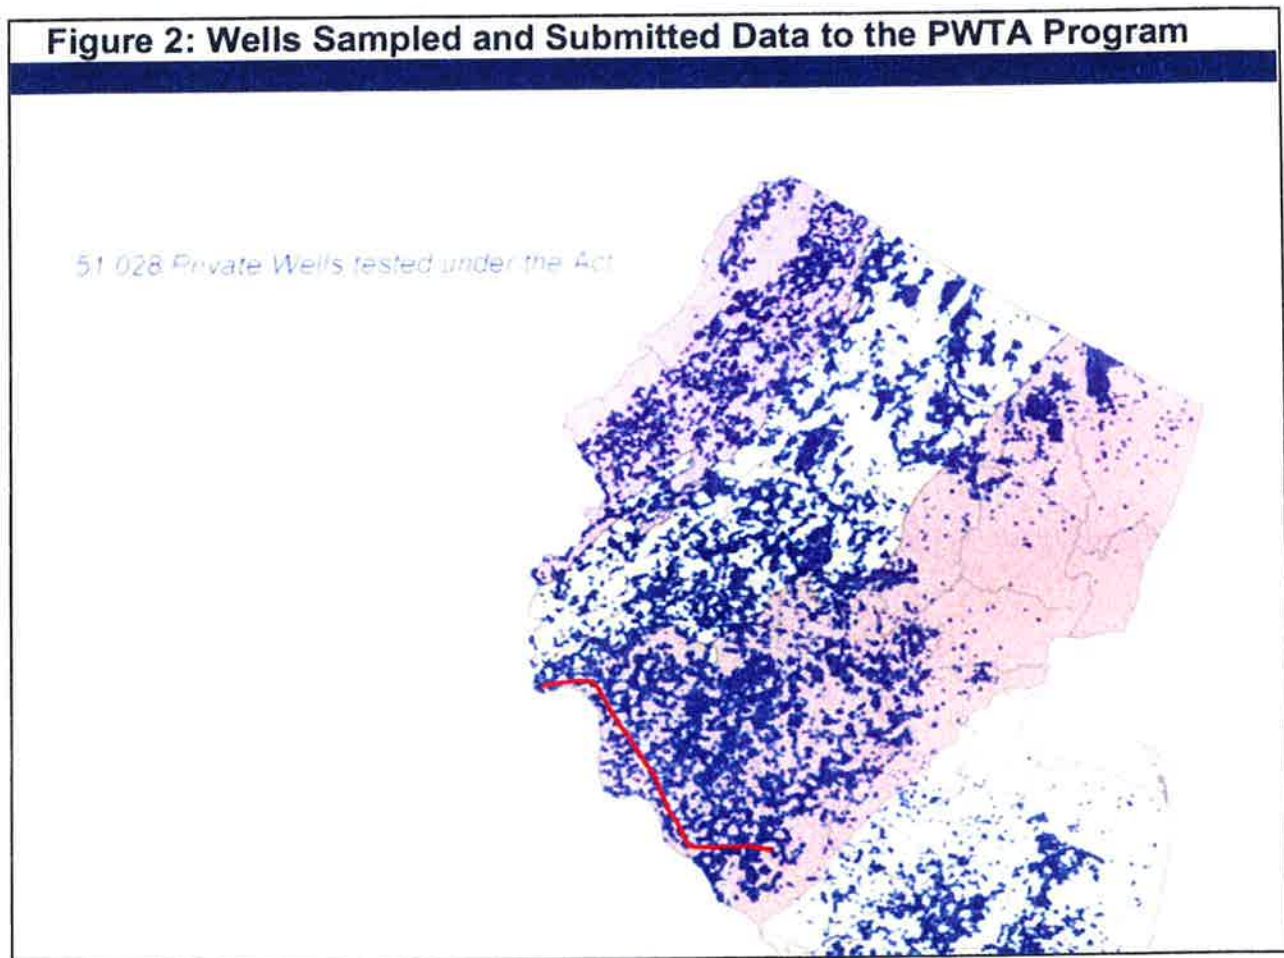 Figure 2: Wells Sampled and Submitted Data to the PWTA Program
51 028 Private Wells tested under the Act